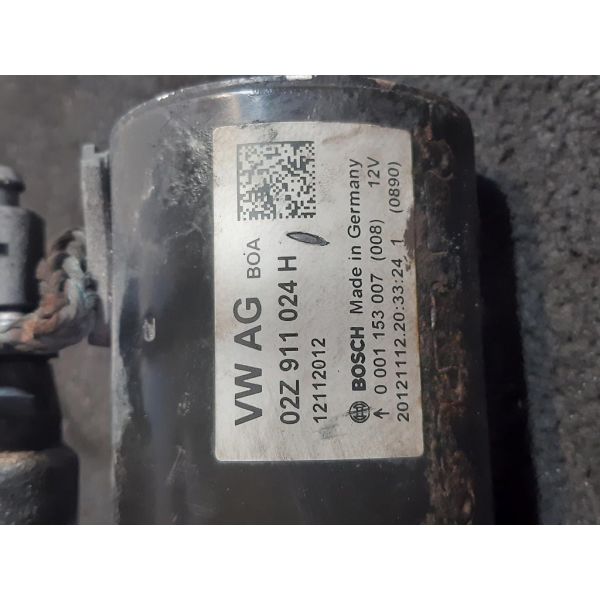 VW AG BOA
02Z 911 024 H
12112012
BOSCH Made in Germany 12V
0 001 153 007 (008)
20121112.20:33:24 1 (0890)